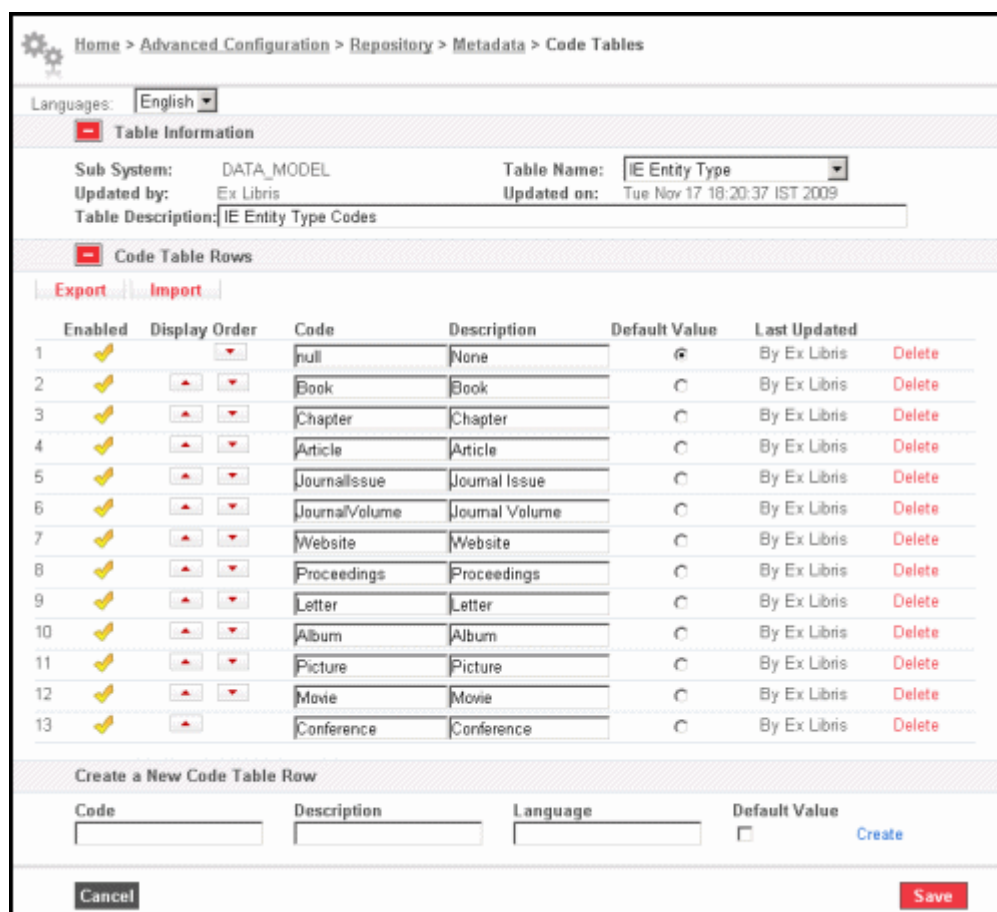 Home > Advanced Configuration > Repository > Metadata > Code Tables
Languages: English
Table Information
Sub System: DATA_MODEL Table Name: IE Entity Type
Updated by: Ex Libris Updated on: Tue Nov 17 18:20:37 IST 2009
Table Description: IE Entity Type Codes
Code Table Rows
Export Import
Enabled Display Order Code Description Default Value Last Updated
1 null None By Ex Libris Delete
2 Book Book By Ex Libris Delete
3 Chapter Chapter By Ex Libris Delete
4 Article Article By Ex Libris Delete
5 JournalIssue Journal Issue By Ex Libris Delete
6 JournalVolume Journal Volume By Ex Libris Delete
7 Website Website By Ex Libris Delete
8 Proceedings Proceedings By Ex Libris Delete
9 Letter Letter By Ex Libris Delete
10 Album Album By Ex Libris Delete
11 Picture Picture By Ex Libris Delete
12 Movie Movie By Ex Libris Delete
13 Conference Conference By Ex Libris Delete
Create a New Code Table Row
Code Description Language Default Value
Create
Cancel Save